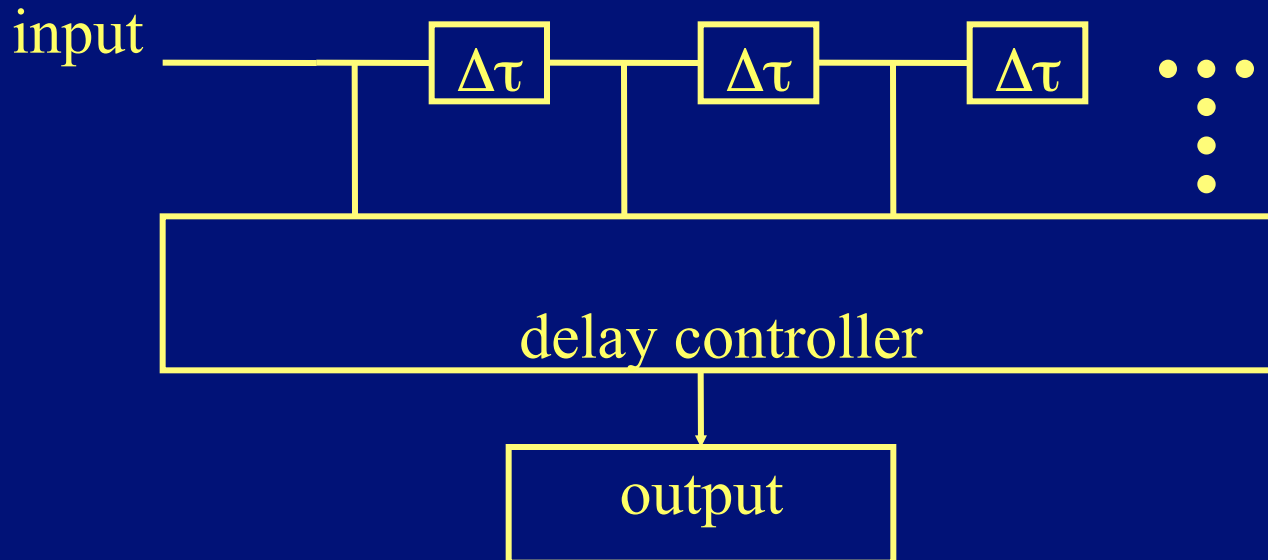 input
Δτ Δτ Δτ
delay controller
output